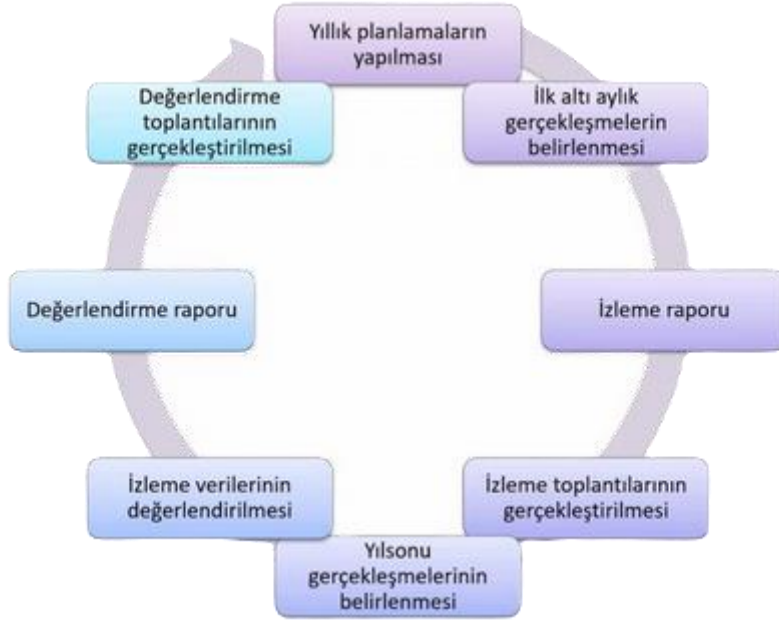 Yıllık planlamaların
yapılması
İlk altı aylık
gerçekleşmelerin
belirlenmesi
İzleme raporu
İzleme toplantılarının
gerçekleştirilmesi
Yılsonu
gerçekleşmelerinin
belirlenmesi
İzleme verilerinin
değerlendirilmesi
Değerlendirme raporu
Değerlendirme
toplantılarının
gerçekleştirilmesi